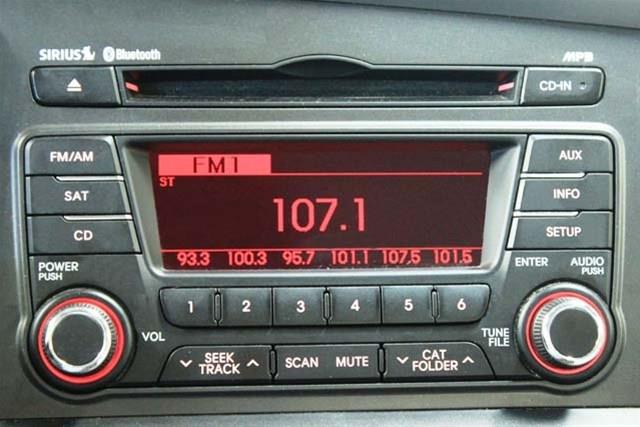 SIRIUS Bluetooth MP3
CD-IN
FM/AM FM1 AUX
ST
SAT 107.1 INFO
CD SETUP
93.3 100.3 95.7 101.1 107.5 101.5
POWER PUSH ENTER AUDIO PUSH
1 2 3 4 5 6
VOL TUNE FILE
SEEK TRACK SCAN MUTE CAT FOLDER